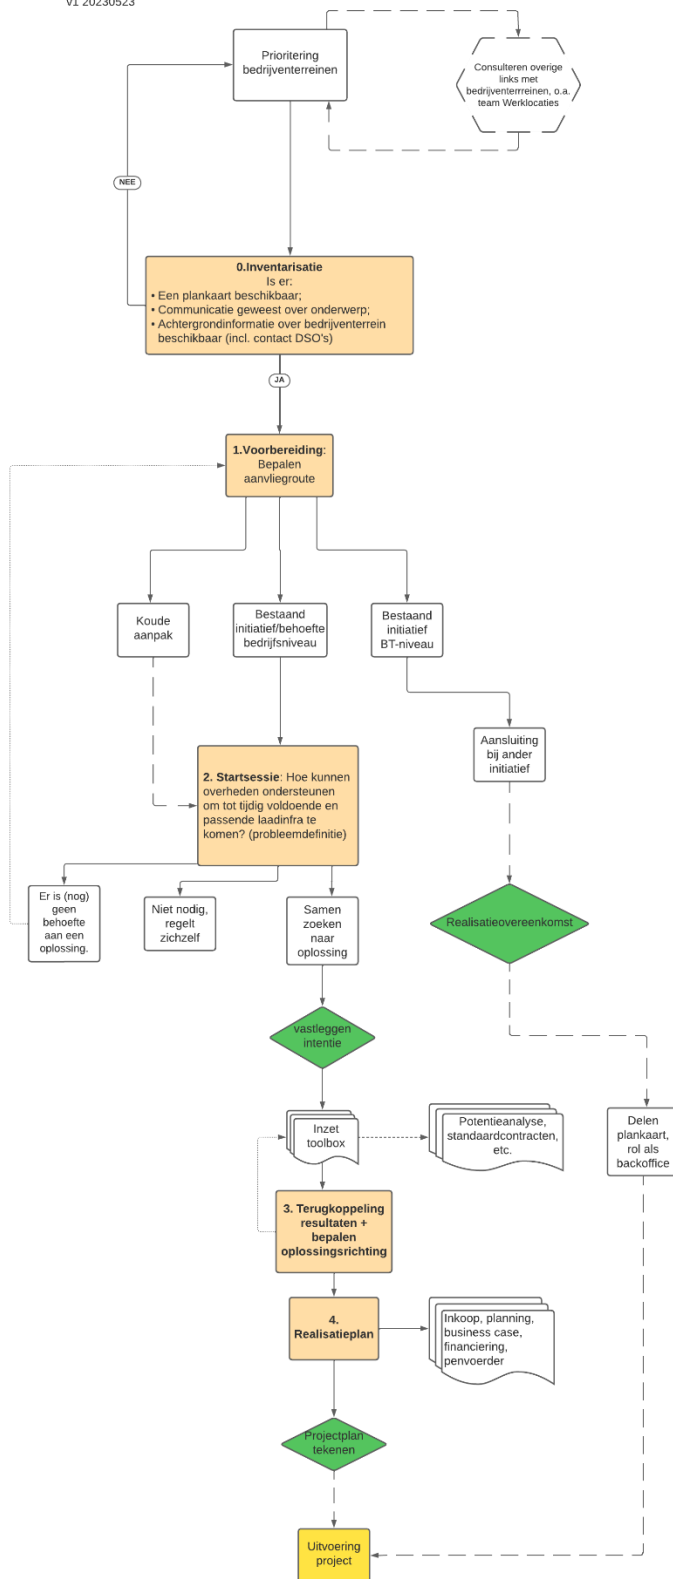 v1 20230523
Prioritering
bedrijventerreinen
Consulteren overige
links met
bedrijventerrreinen, o.a.
team Werklocaties
NEE
0.Inventarisatie
Is er:
• Een plankaart beschikbaar;
• Communicatie geweest over onderwerp;
• Achtergrondinformatie over bedrijventerrein
beschikbaar (incl. contact DSO's)
JA
1.Voorbereiding:
Bepalen
aanvliegroute
Koude
aanpak
Bestaand
initiatief/behoefte
bedrijfsniveau
Bestaand
initiatief
BT-niveau
Aansluiting
bij ander
initiatief
2. Startsessie: Hoe kunnen
overheden ondersteunen
om tot tijdig voldoende en
passende laadinfra te
komen? (probleemdefinitie)
Er is (nog)
geen
behoefte
aan een
oplossing.
Niet nodig,
regelt
zichzelf
Samen
zoeken
naar
oplossing
Realisatieovereenkomst
vastleggen
intentie
Inzet
toolbox
Potentieanalyse,
standaardcontracten,
etc.
Delen
plankaart,
rol als
backoffice
3. Terugkoppeling
resultaten +
bepalen
oplossingsrichting
4.
Realisatieplan
Inkoop, planning,
business case,
financiering,
penvoerder
Projectplan
tekenen
Uitvoering
project